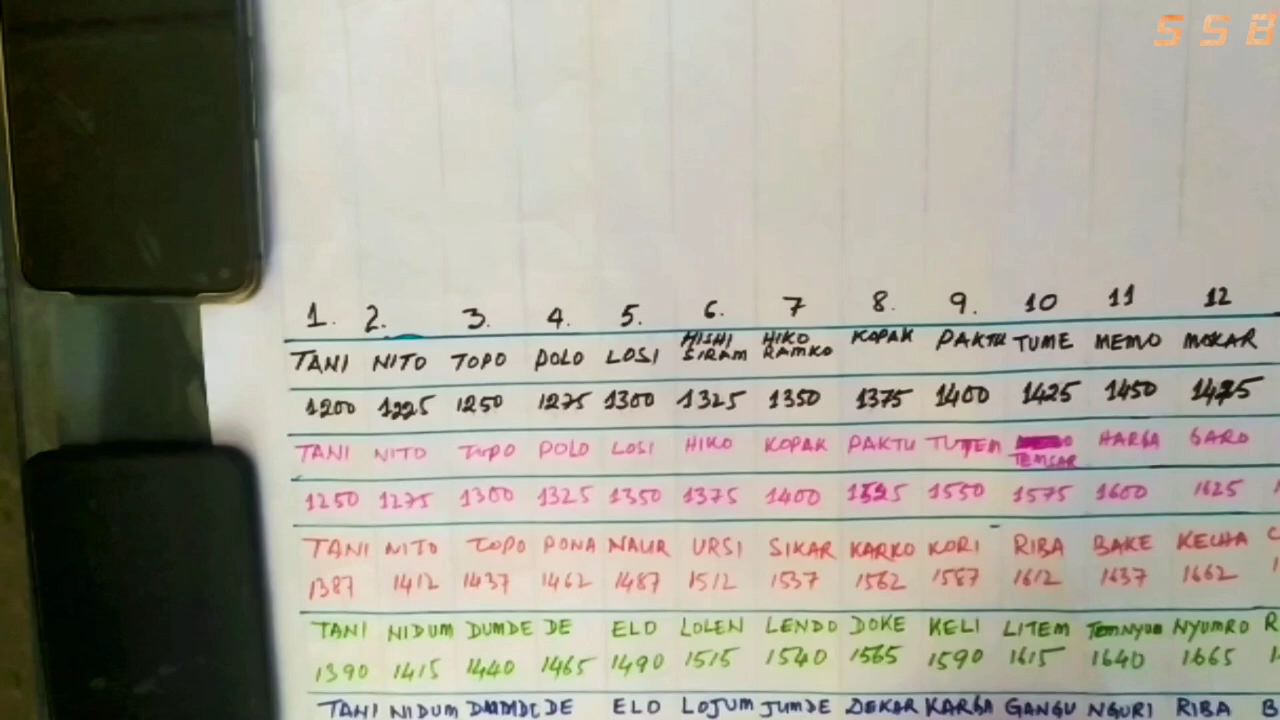 SSB
1. 2. 3. 4. 5. 6. 7 8. 9. 10 11 12
TANI NITO TOPO POLO LOSI HISHI SIRAM HIKO RAMKO KOPAK PAKTU TUME MEMO MOKAR
1200 1225 1250 1275 1300 1325 1350 1375 1400 1425 1450 1475
TANI NITO TOPO POLO LOSI HIKO KOPAK PAKTU TUTEM TEMSAR HARBA BARO
1250 1275 1300 1325 1350 1375 1400 1525 1550 1575 1600 1625
TANI NITO TOPO PONA NAUR URSI SIKAR KARKO KORI RIBA BAKE KECHA
1387 1412 1437 1462 1487 1512 1537 1562 1587 1612 1637 1662
TANI NIDUM DUMDE DE ELO LOLEN LENDO DOKE KELI LITEM TEMNYUM NYUMRO
1390 1415 1440 1465 1490 1515 1540 1565 1590 1615 1640 1665
TANI NIDUM DUMDE DE ELO LOJUM JUMDE DEKAR KARGA GANGU NGURI RIBA